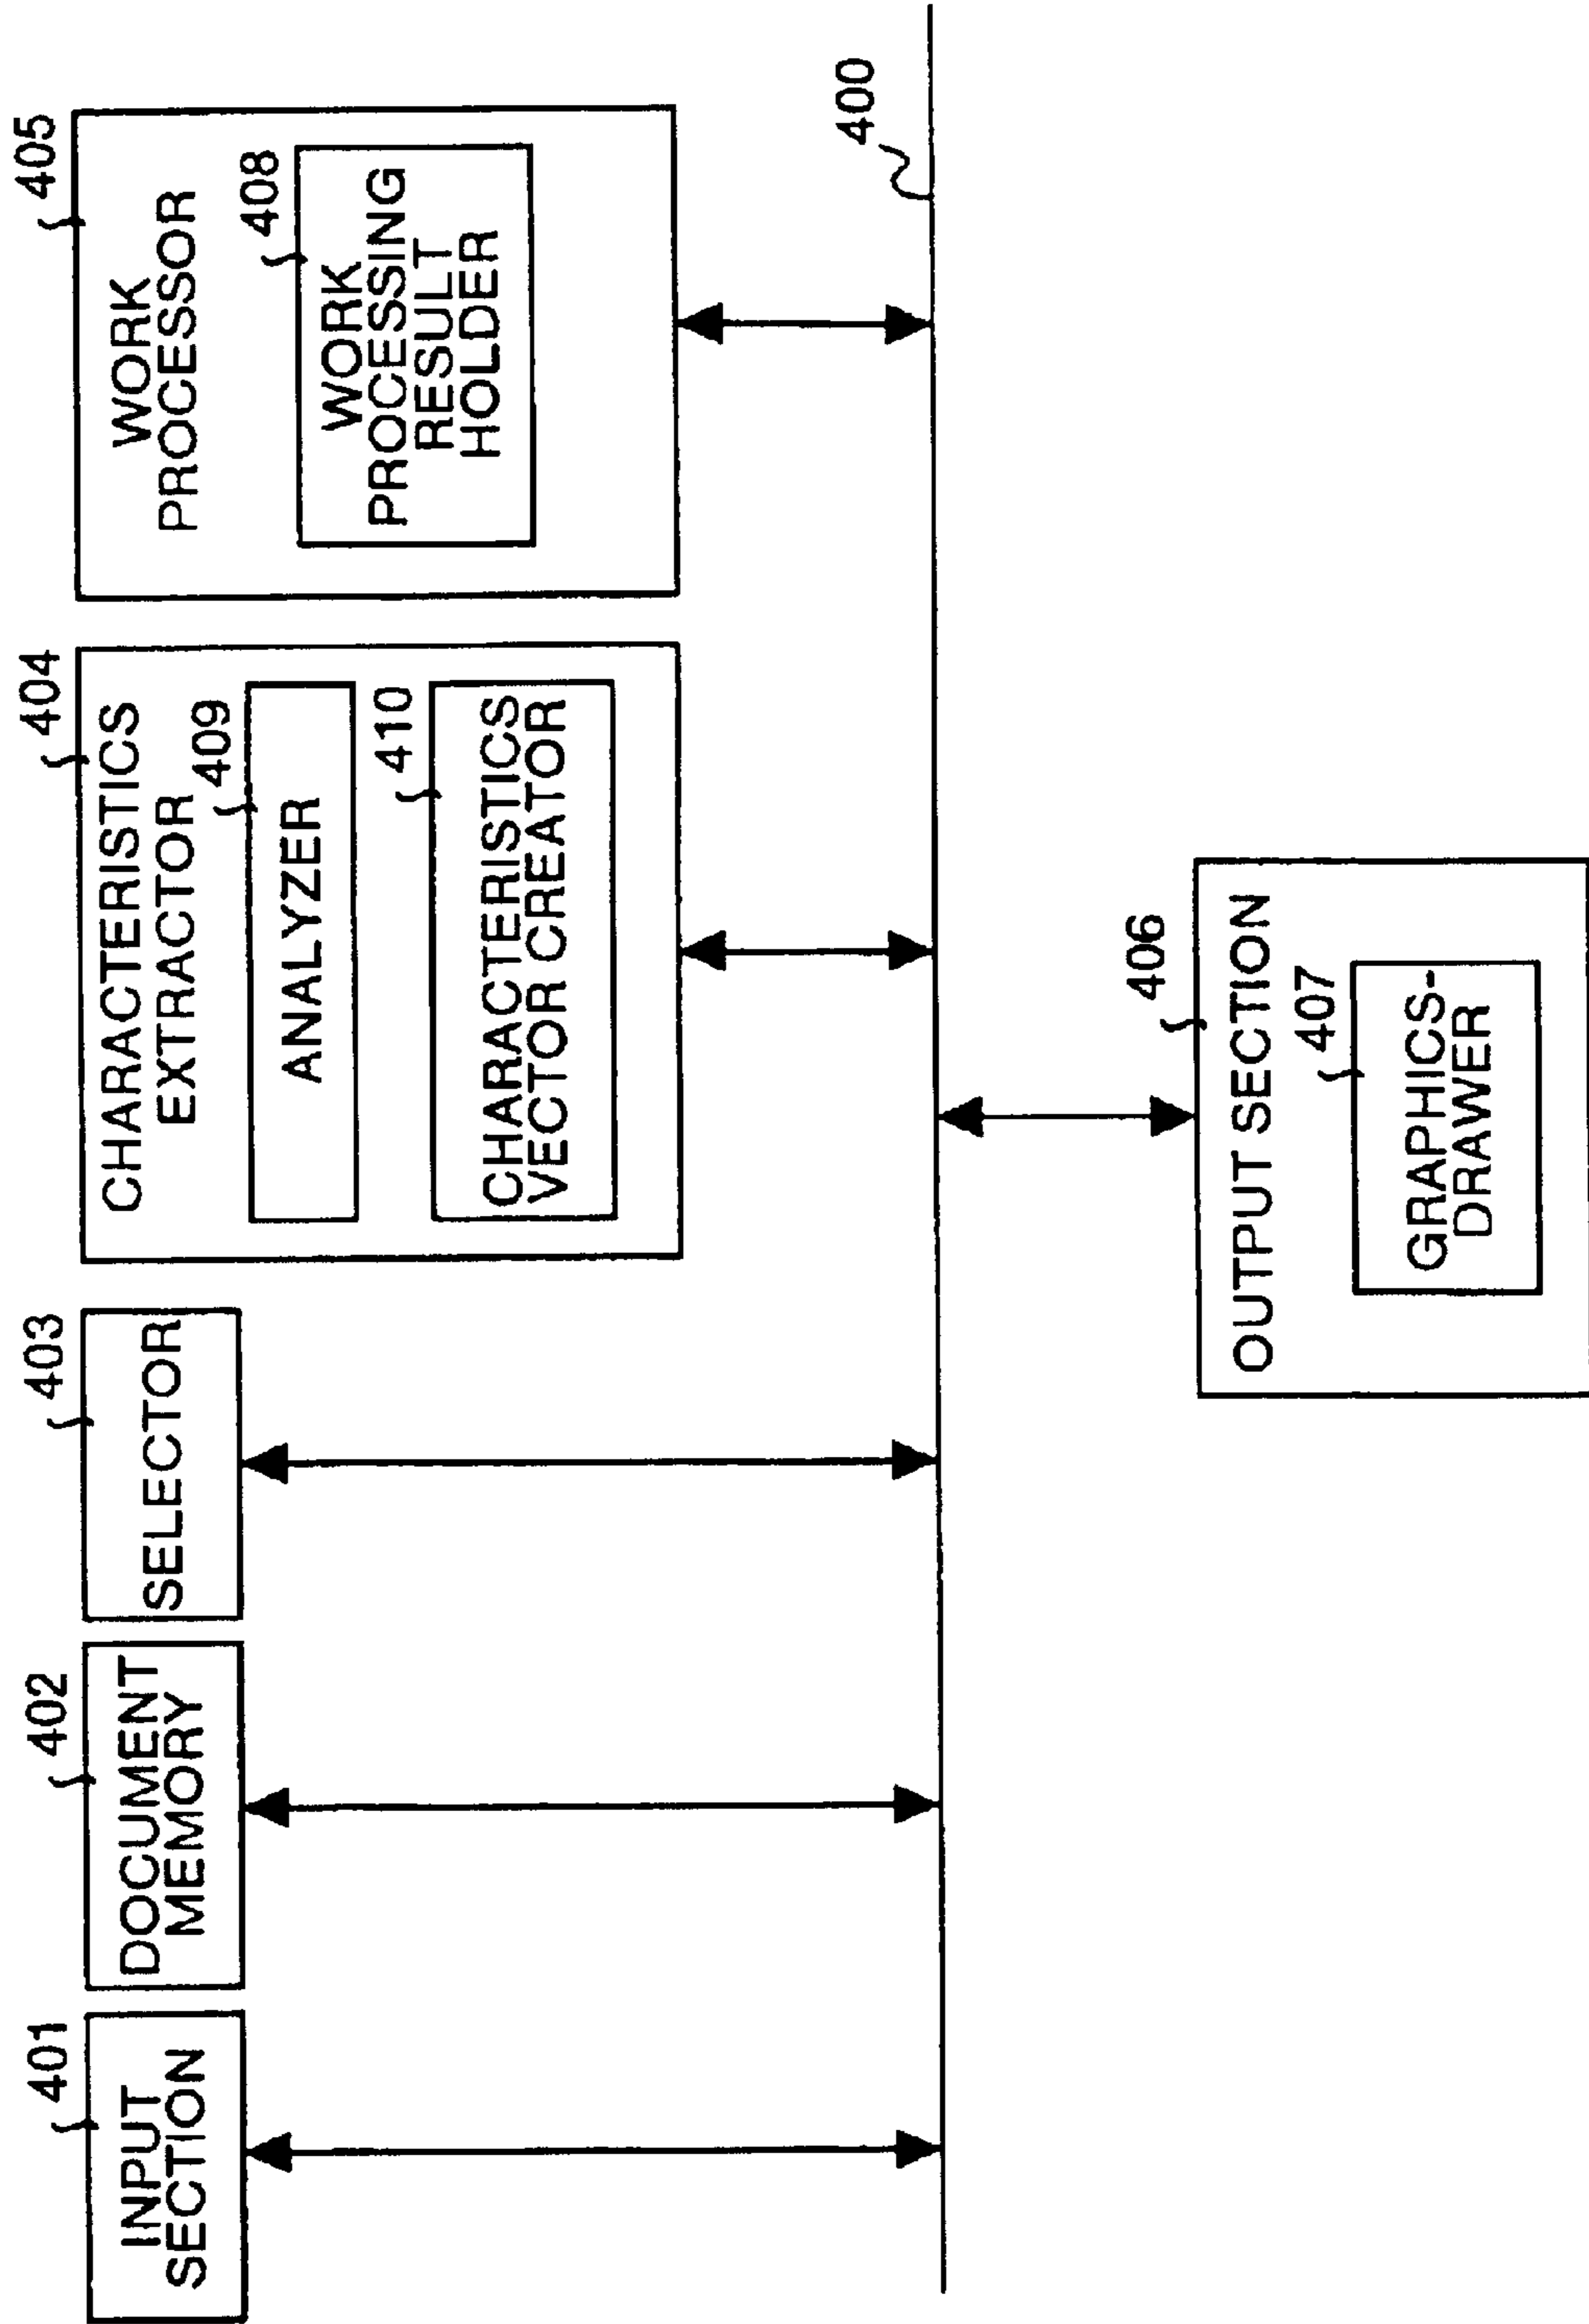 401
INPUT
SECTION
402
DOCUMENT
MEMORY
403
SELECTOR
404
CHARACTERISTICS
EXTRACTOR
409
ANALYZER
410
CHARACTERISTICS
VECTOR CREATOR
405
WORK
PROCESSOR
408
WORK
PROCESSING
RESULT
HOLDER
400
406
OUTPUT SECTION
407
GRAPHICS-
DRAWER